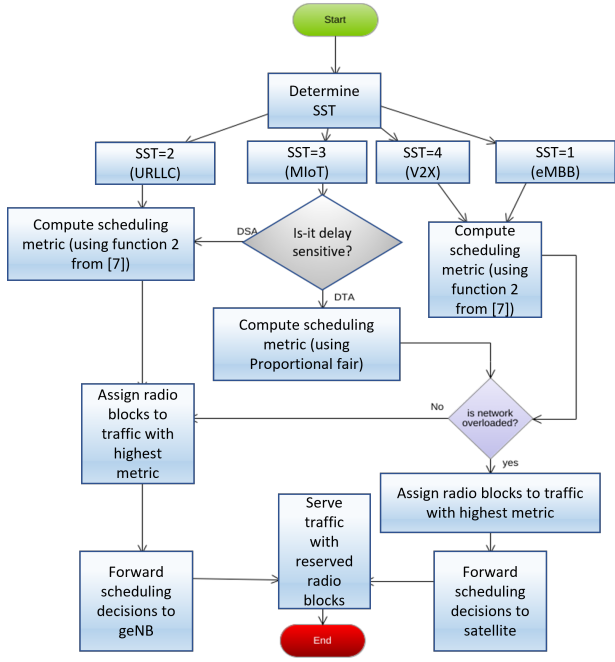 Start
Determine
SST
SST=2
(URLLC)
SST=3
(MIoT)
SST=4
(V2X)
SST=1
(eMBB)
Compute scheduling
metric (using function 2
from [7])
DSA
Is-it delay
sensitive?
Compute
scheduling
metric (using
function 2
from [7])
DTA
Compute scheduling
metric (using
Proportional fair)
Assign radio
blocks to
traffic with
highest
metric
No
is network
overloaded?
yes
Assign radio blocks to traffic
with highest metric
Serve
traffic
with
reserved
radio
blocks
Forward
scheduling
decisions to
geNB
Forward
scheduling
decisions to
satellite
End